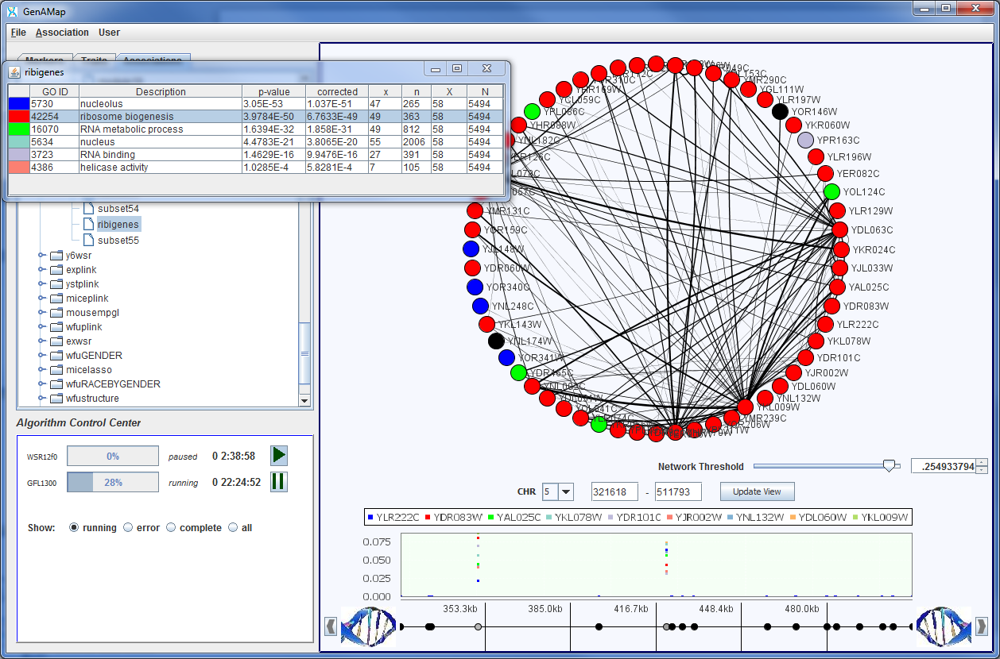 GenAMap
File Association User
Markers Traits Associations
ribigenes
GO ID Description p-value corrected x n X N
5730 nucleolus 3.05E-53 1.037E-51 47 265 58 5494
42254 ribosome biogenesis 3.9784E-50 6.7633E-49 49 363 58 5494
16070 RNA metabolic process 1.6394E-32 1.858E-31 49 812 58 5494
5634 nucleus 4.4783E-21 3.8065E-20 55 2006 58 5494
3723 RNA binding 1.4629E-16 9.9476E-16 27 391 58 5494
4386 helicase activity 1.0285E-4 5.8281E-4 7 105 58 5494
subset54
ribigenes
subset55
y6wsr
explink
ystplink
miceplink
mousempgl
wfuplink
exwsr
wfuGENDER
micelasso
wfuRACEBYGENDER
wfustructure
Algorithm Control Center
WSR12f0 0% paused 0 2:38:58
GFL1300 28% running 0 22:24:52
Show: running error complete all
YMR290C
YGL111W
YLR197W
YOR146W
YKR060W
YPR163C
YLR196W
YER082C
YOL124C
YLR129W
YDL063C
YKR024C
YJL033W
YAL025C
YDR083W
YLR222C
YKL078W
YDR101C
YJR002W
YDL060W
YNL132W
YKL009W
YMR239C
YHR169W
YCL059C
YPL086C
YHR088W
YNL182C
YMR131C
YOR159C
YJL148W
YDR060W
YOR340C
YNL248C
YKL143W
YNL174W
YOR341W
YDR465C
YNL002C
Network Threshold .254933794
CHR 5 321618 - 511793 Update View
YLR222C YDR083W YAL025C YKL078W YDR101C YJR002W YNL132W YDL060W YKL009W
0.075
0.050
0.025
0.000
353.3kb 385.0kb 416.7kb 448.4kb 480.0kb